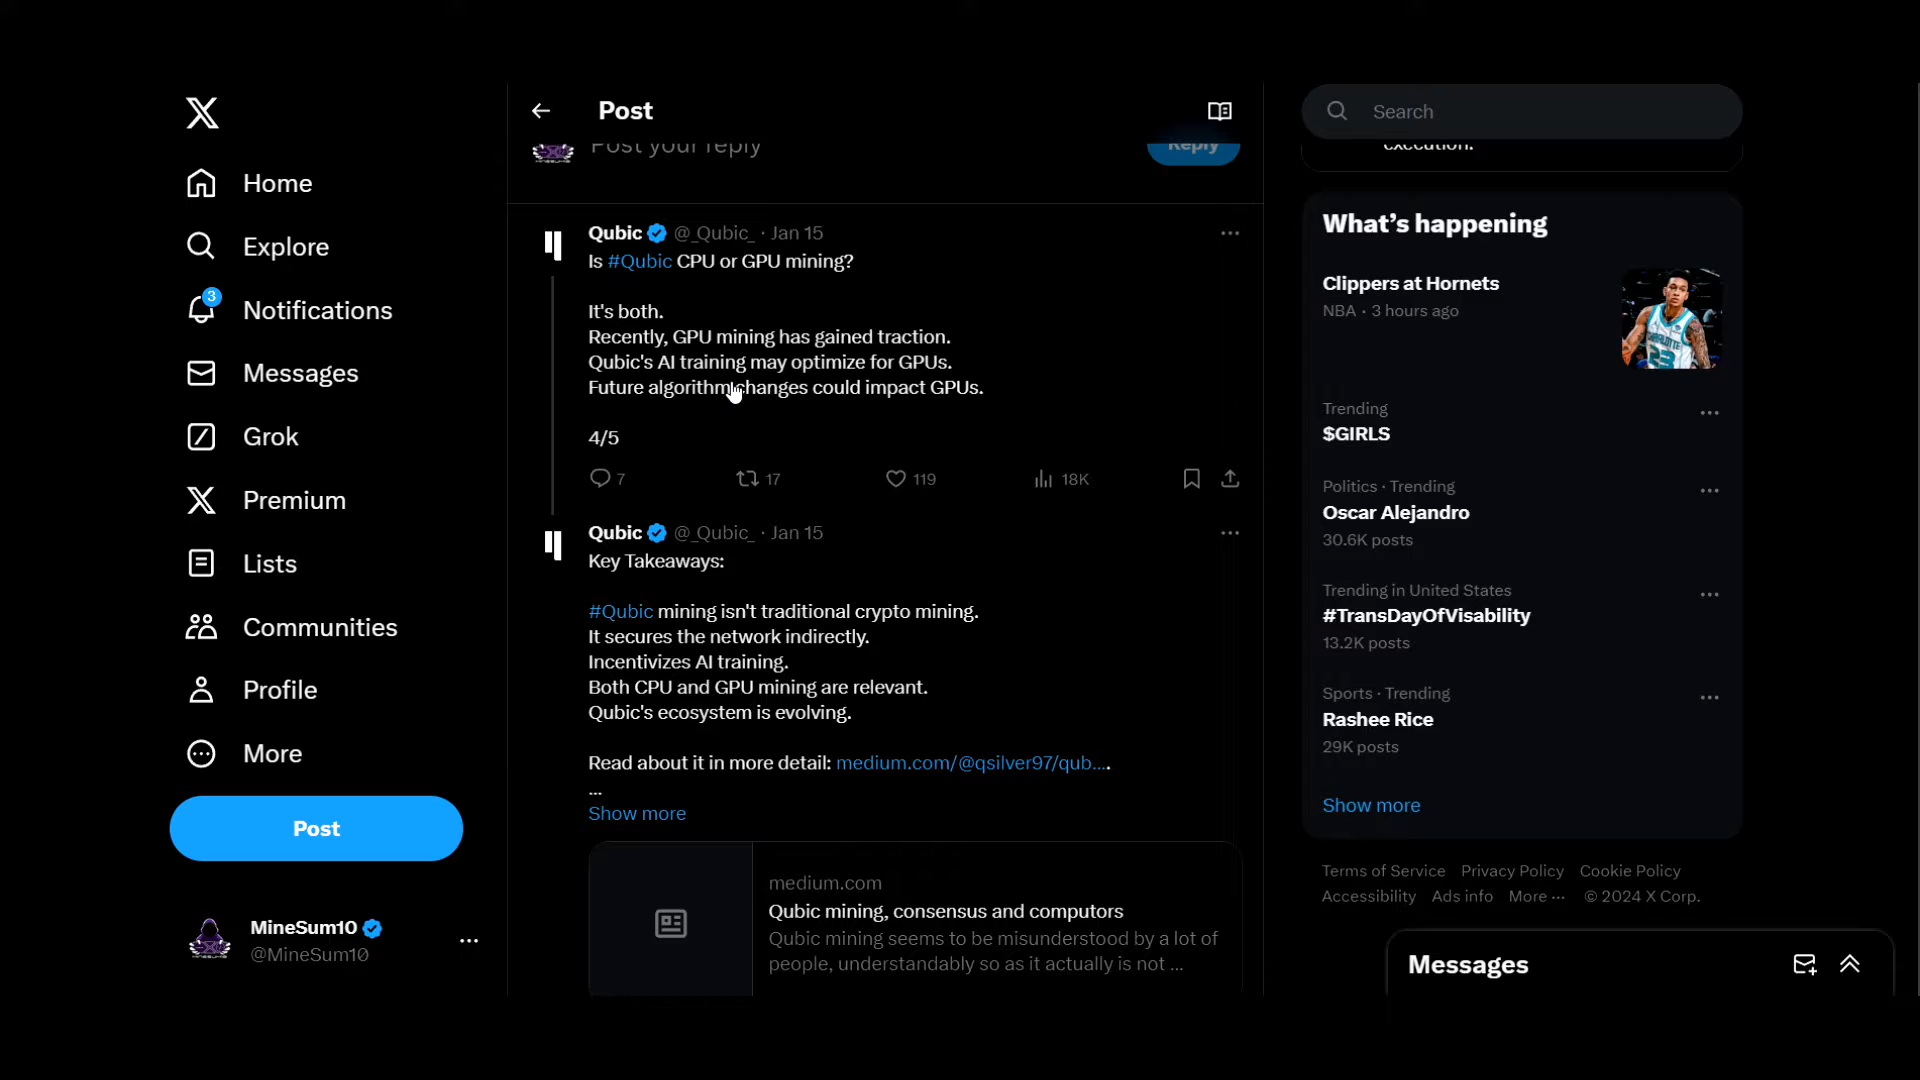 Home
Explore
3
Notifications
Messages
Grok
Premium
Lists
Communities
Profile
More
Post
MineSum10
@MineSum10
Post
Post your reply
Reply
Qubic @_Qubic_ · Jan 15
Is #Qubic CPU or GPU mining?
It's both.
Recently, GPU mining has gained traction.
Qubic's AI training may optimize for GPUs.
Future algorithm changes could impact GPUs.
4/5
7 17 119 18K
Qubic @_Qubic_ · Jan 15
Key Takeaways:
#Qubic mining isn't traditional crypto mining.
It secures the network indirectly.
Incentivizes AI training.
Both CPU and GPU mining are relevant.
Qubic's ecosystem is evolving.
Read about it in more detail: medium.com/@qsilver97/qub….
...
Show more
medium.com
Qubic mining, consensus and computors
Qubic mining seems to be misunderstood by a lot of
people, understandably so as it actually is not ...
Search
execution.
What's happening
Clippers at Hornets
NBA · 3 hours ago
CHARLOTTE
Trending
$GIRLS
Politics · Trending
Oscar Alejandro
30.6K posts
Trending in United States
#TransDayOfVisability
13.2K posts
Sports · Trending
Rashee Rice
29K posts
Show more
Terms of Service Privacy Policy Cookie Policy
Accessibility Ads info More ··· © 2024 X Corp.
Messages